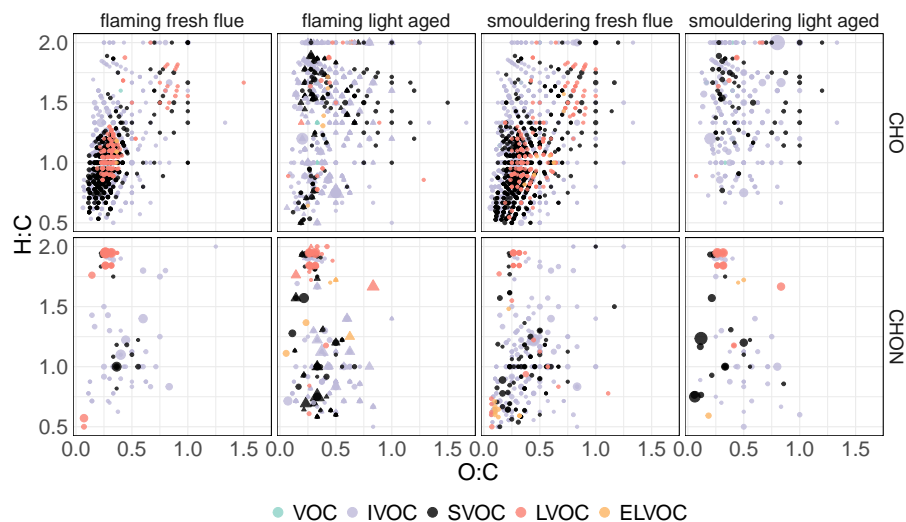 flaming fresh flue flaming light aged smouldering fresh flue smouldering light aged
2.0
1.5
1.0
0.5
CHO
H:C
2.0
1.5
1.0
0.5
CHON
0.0 0.5 1.0 1.5 0.0 0.5 1.0 1.5 0.0 0.5 1.0 1.5 0.0 0.5 1.0 1.5
O:C
VOC IVOC SVOC LVOC ELVOC